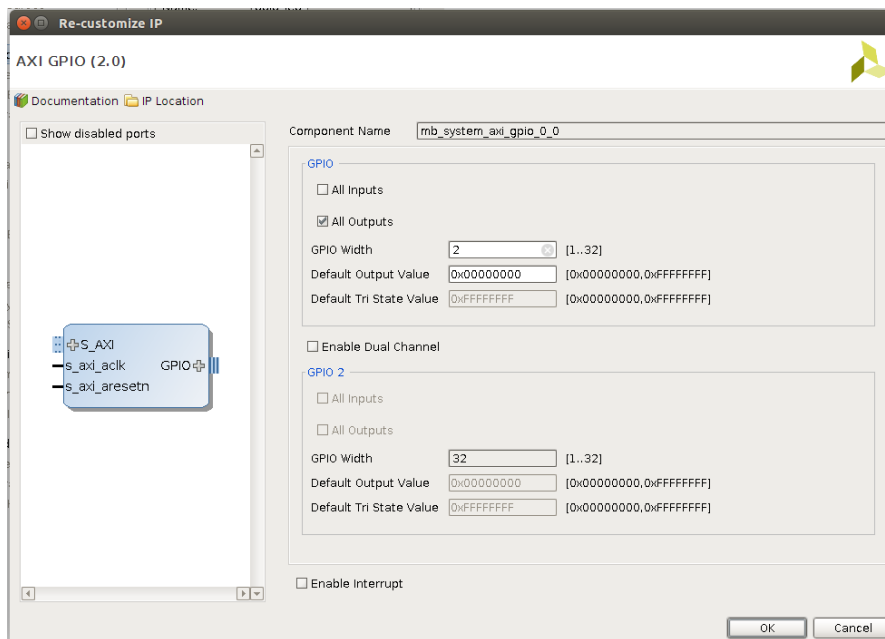 Re-customize IP
AXI GPIO (2.0)
Documentation IP Location
Show disabled ports
S_AXI
s_axi_aclk GPIO
s_axi_aresetn
Component Name mb_system_axi_gpio_0_0
GPIO
All Inputs
All Outputs
GPIO Width 2 [1..32]
Default Output Value 0x00000000 [0x00000000,0xFFFFFFFF]
Default Tri State Value 0xFFFFFFFF [0x00000000,0xFFFFFFFF]
Enable Dual Channel
GPIO 2
All Inputs
All Outputs
GPIO Width 32 [1..32]
Default Output Value 0x00000000 [0x00000000,0xFFFFFFFF]
Default Tri State Value 0xFFFFFFFF [0x00000000,0xFFFFFFFF]
Enable Interrupt
OK Cancel